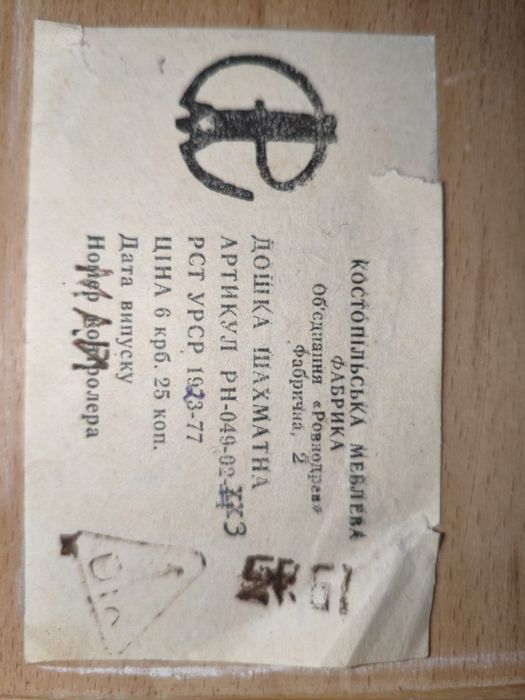 КОСТОПІЛЬСЬКА МЕБЛЕВА
ФАБРИКА
Об'єднання «Ровнодрев»
Фабрична, 2
ДОШКА ШАХМАТНА
АРТИКУЛ РН-049-02-
РСТ УРСР 1923-77
ЦІНА 6 крб. 25 коп.
Дата випуску
МАЙ
Номер контролера